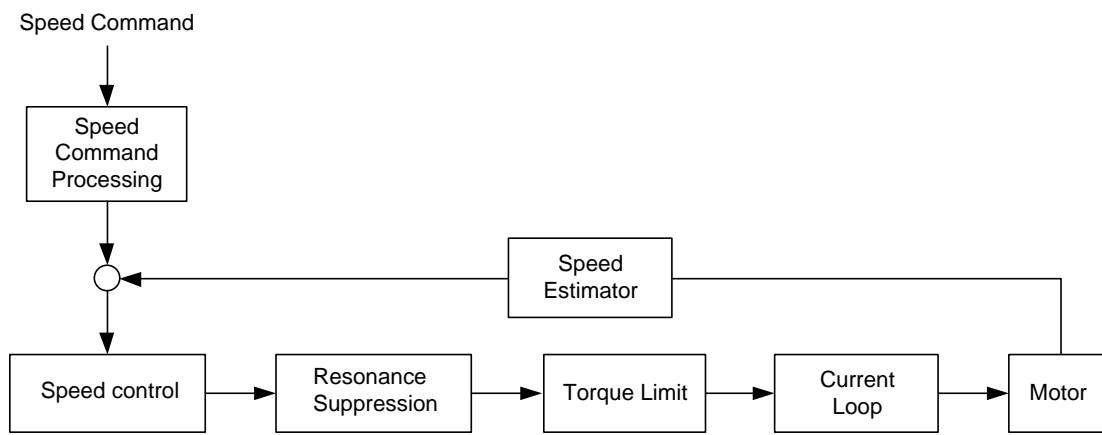 Speed Command
Speed
Command
Processing
Speed
Estimator
Speed control
Resonance
Suppression
Torque Limit
Current
Loop
Motor